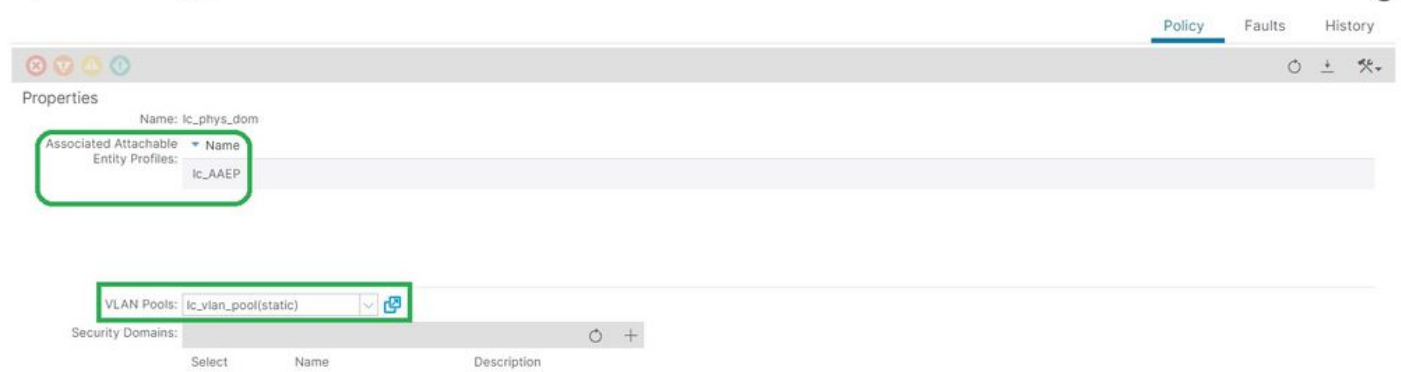 Policy Faults History
Properties
Name: lc_phys_dom
Associated Attachable Entity Profiles:
Name
lc_AAEP
VLAN Pools: lc_vlan_pool(static)
Security Domains:
Select Name Description